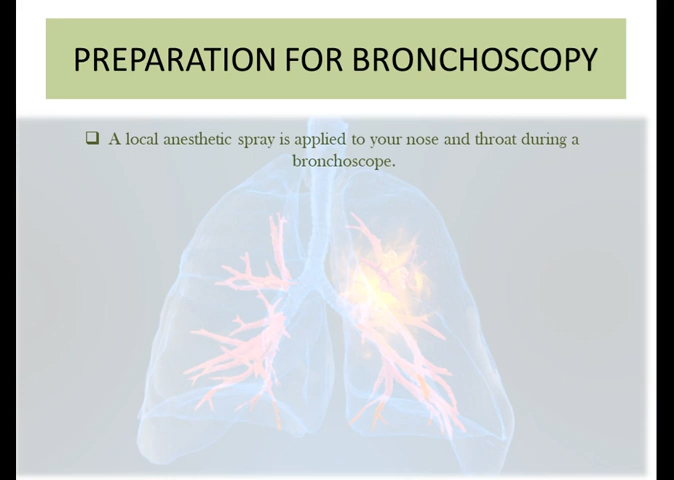 PREPARATION FOR BRONCHOSCOPY
❑ A local anesthetic spray is applied to your nose and throat during a
bronchoscope.